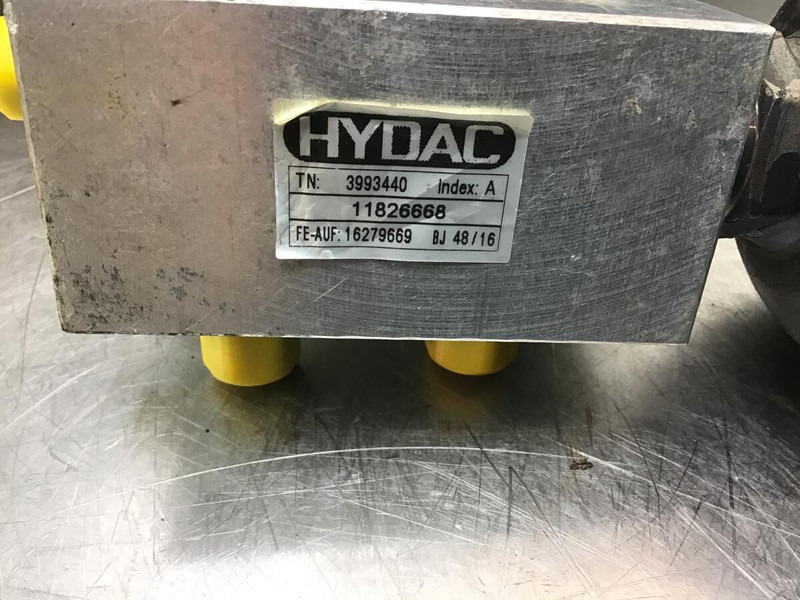 HYDAC
TN: 3993440 Index: A
11826668
FE-AUF: 16279669 BJ 48/16